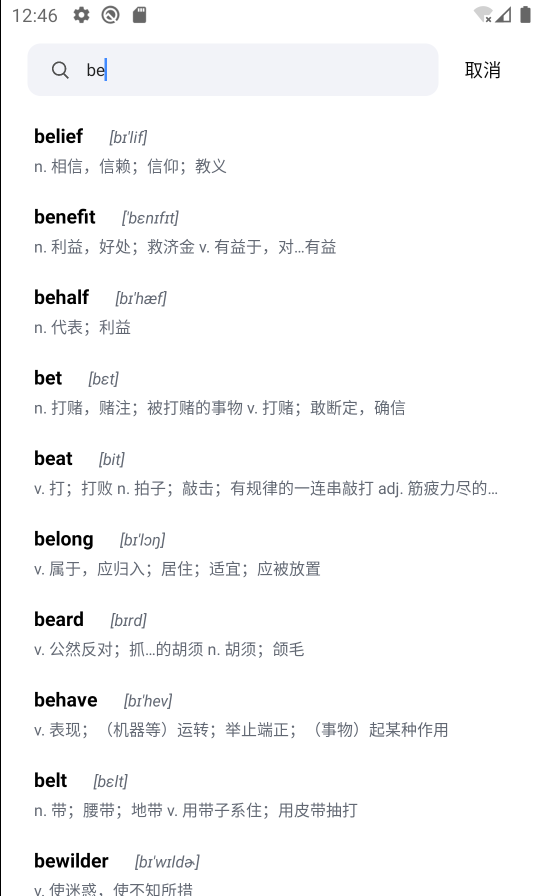 12:46
be
取消
belief [bɪ'lif]
n. 相信，信赖；信仰；教义
benefit ['bɛnɪfɪt]
n. 利益，好处；救济金 v. 有益于，对…有益
behalf [bɪ'hæf]
n. 代表；利益
bet [bɛt]
n. 打赌，赌注；被打赌的事物 v. 打赌；敢断定，确信
beat [bit]
v. 打；打败 n. 拍子；敲击；有规律的一连串敲打 adj. 筋疲力尽的…
belong [bɪ'lɔŋ]
v. 属于，应归入；居住；适宜；应被放置
beard [bɪrd]
v. 公然反对；抓…的胡须 n. 胡须；颌毛
behave [bɪ'hev]
v. 表现；（机器等）运转；举止端正；（事物）起某种作用
belt [bɛlt]
n. 带；腰带；地带 v. 用带子系住；用皮带抽打
bewilder [bɪ'wɪldɚ]
v. 使迷惑，使不知所措